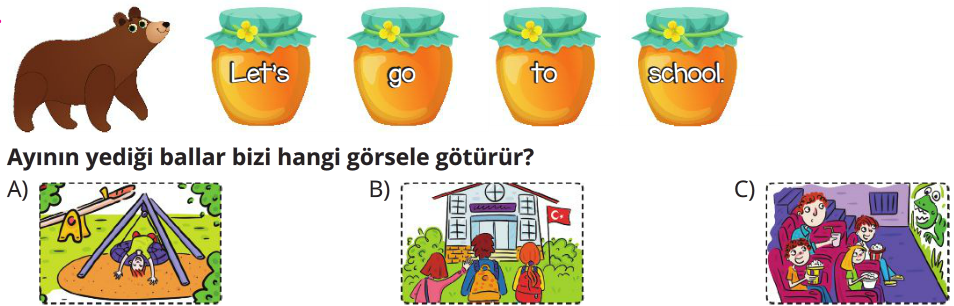 Let's go to school.
Ayının yediği ballar bizi hangi görsele götürür?
A) B) C)